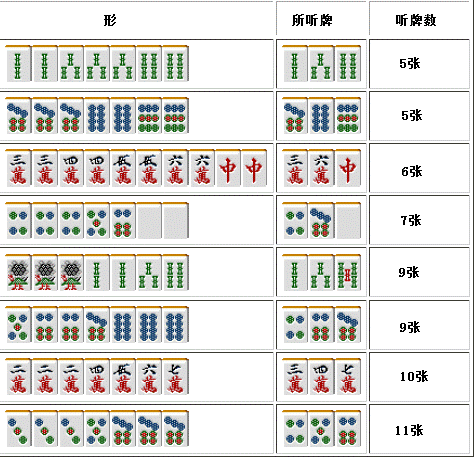 形 所听牌 听牌数
5张
5张
三萬 三萬 四萬 四萬 伍萬 伍萬 六萬 六萬 中 中 三萬 六萬 中 6张
7张
9张
9张
二萬 二萬 二萬 四萬 伍萬 六萬 七萬 三萬 四萬 七萬 10张
11张